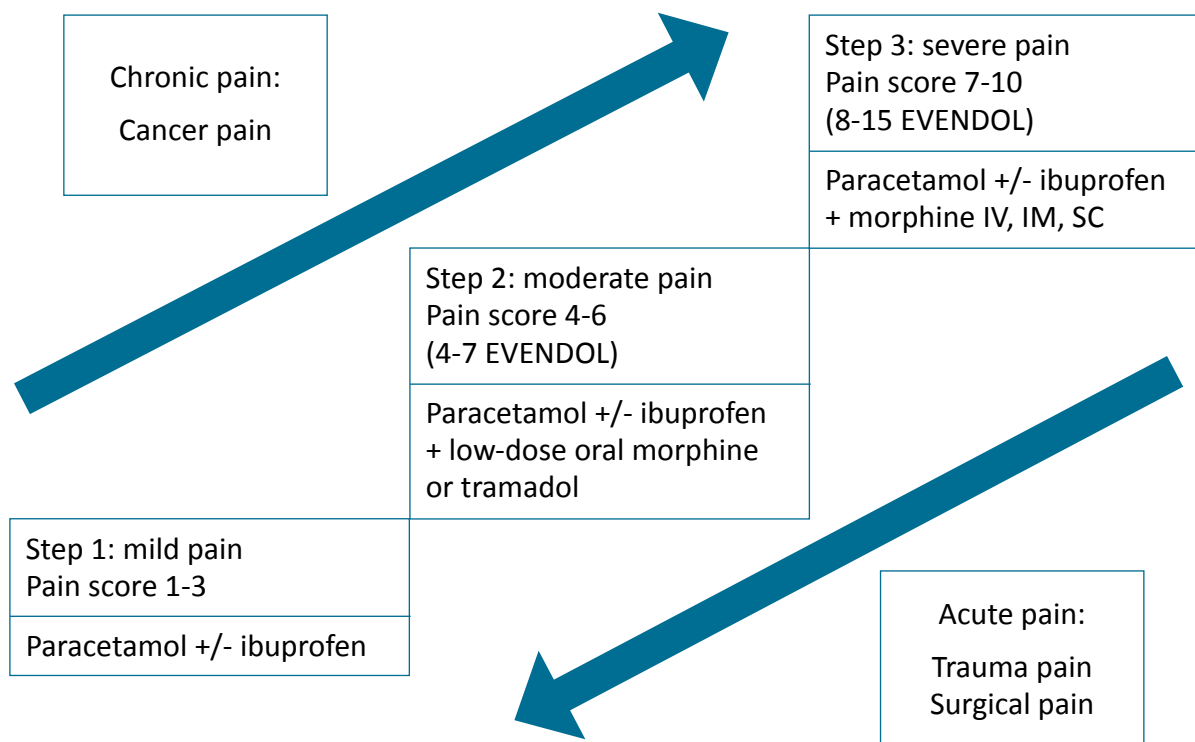 Chronic pain:
Cancer pain
Step 3: severe pain
Pain score 7-10
(8-15 EVENDOL)
Paracetamol +/- ibuprofen
+ morphine IV, IM, SC
Step 2: moderate pain
Pain score 4-6
(4-7 EVENDOL)
Paracetamol +/- ibuprofen
+ low-dose oral morphine
or tramadol
Step 1: mild pain
Pain score 1-3
Paracetamol +/- ibuprofen
Acute pain:
Trauma pain
Surgical pain